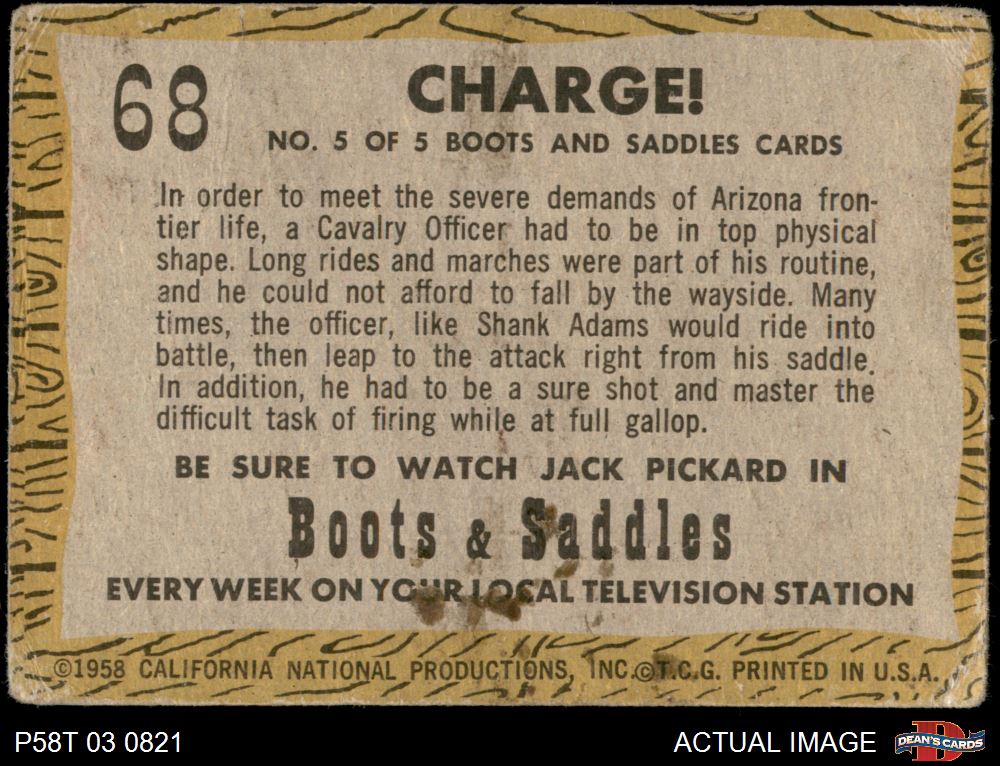 68
CHARGE!
NO. 5 OF 5 BOOTS AND SADDLES CARDS
In order to meet the severe demands of Arizona fron-
tier life, a Cavalry Officer had to be in top physical
shape. Long rides and marches were part of his routine,
and he could not afford to fall by the wayside. Many
times, the officer, like Shank Adams would ride into
battle, then leap to the attack right from his saddle.
In addition, he had to be a sure shot and master the
difficult task of firing while at full gallop.
BE SURE TO WATCH JACK PICKARD IN
Boots & Saddles
EVERY WEEK ON YOUR LOCAL TELEVISION STATION
©1958 CALIFORNIA NATIONAL PRODUCTIONS, INC.©T.C.G. PRINTED IN U.S.A.
P58T 03 0821
ACTUAL IMAGE
DEAN'S CARDS